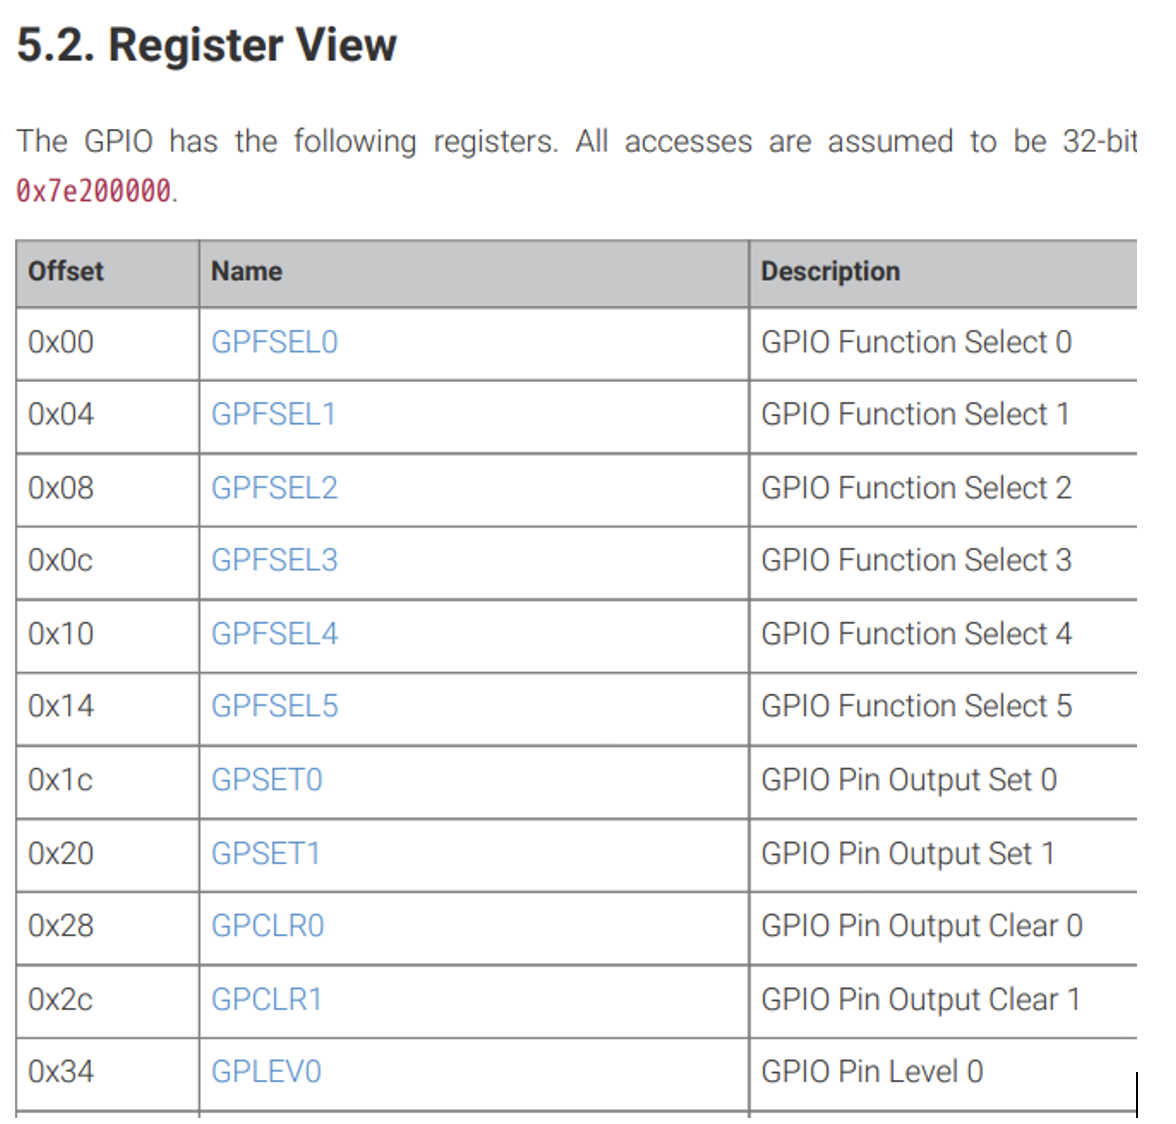 5.2. Register View
The GPIO has the following registers. All accesses are assumed to be 32-bit
0x7e200000.
Offset Name Description
0x00 GPFSEL0 GPIO Function Select 0
0x04 GPFSEL1 GPIO Function Select 1
0x08 GPFSEL2 GPIO Function Select 2
0x0c GPFSEL3 GPIO Function Select 3
0x10 GPFSEL4 GPIO Function Select 4
0x14 GPFSEL5 GPIO Function Select 5
0x1c GPSET0 GPIO Pin Output Set 0
0x20 GPSET1 GPIO Pin Output Set 1
0x28 GPCLR0 GPIO Pin Output Clear 0
0x2c GPCLR1 GPIO Pin Output Clear 1
0x34 GPLEV0 GPIO Pin Level 0